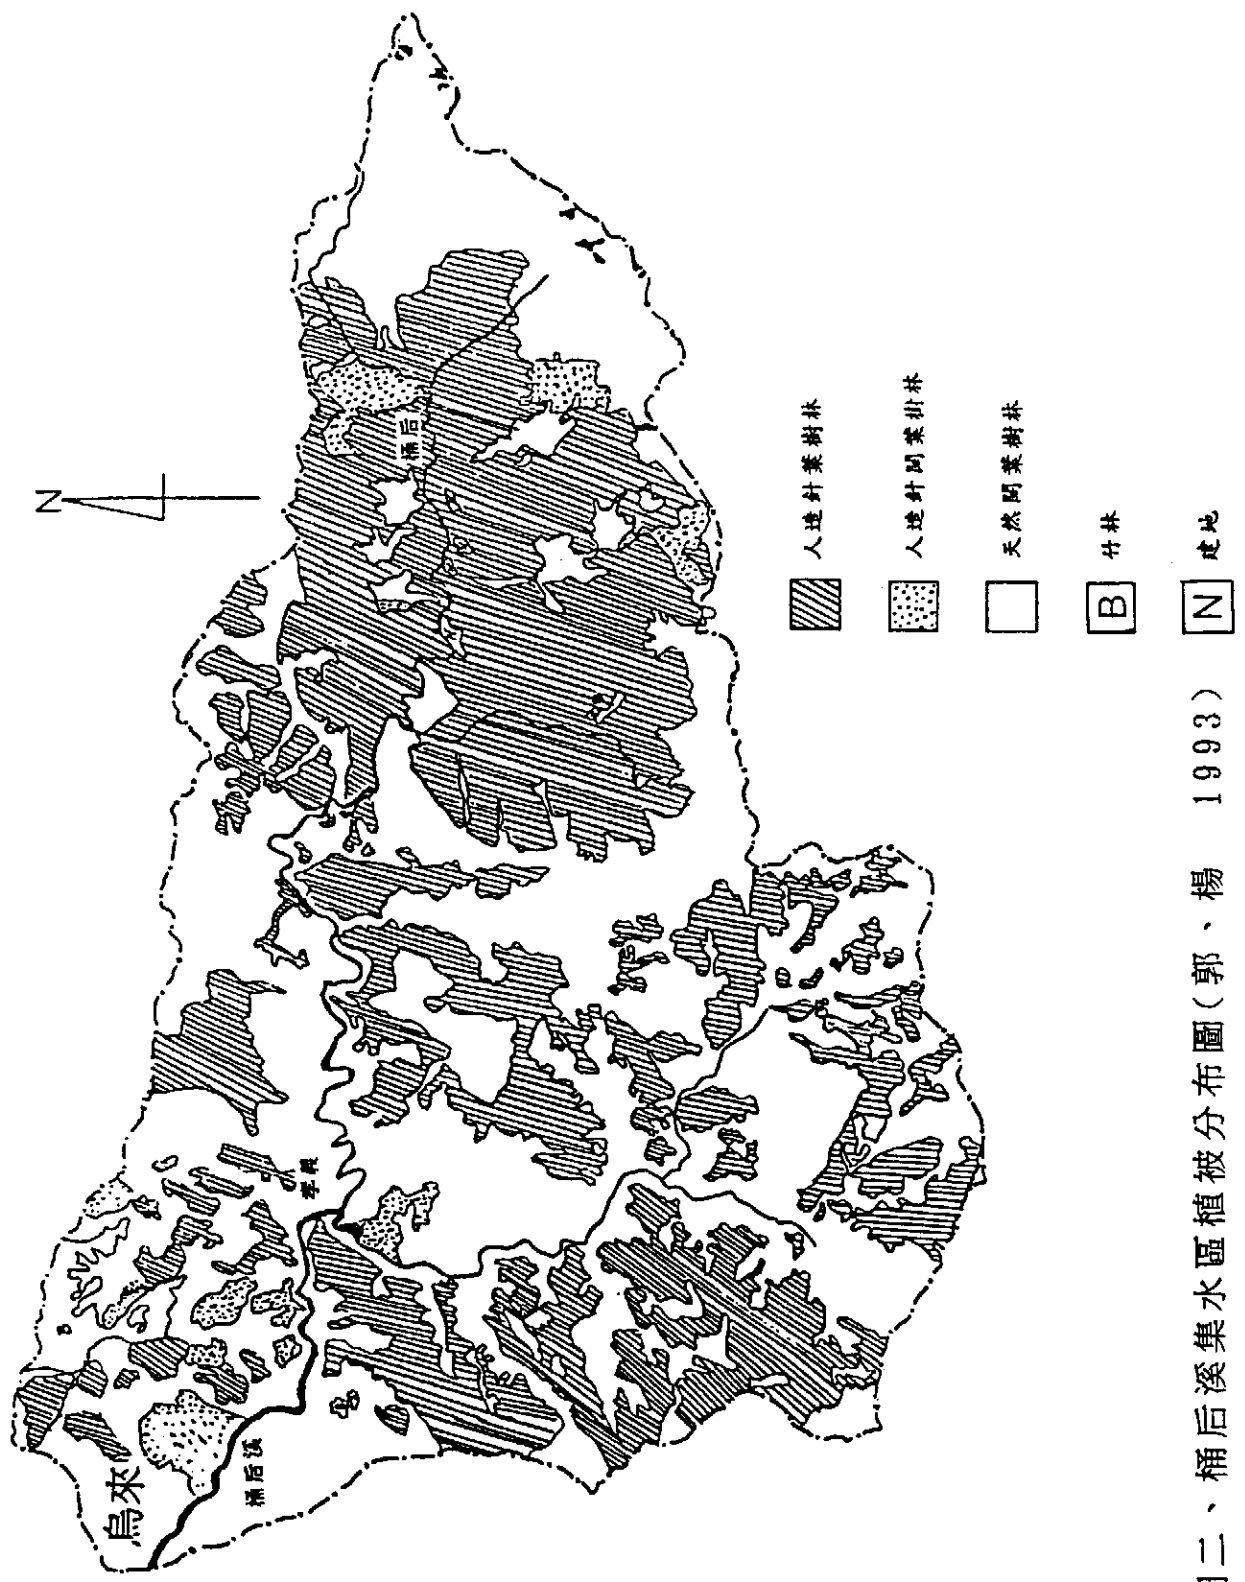 N
桶后
孝義
烏來
桶后溪
人造針葉樹林
人造針闊葉樹林
天然闊葉樹林
B 竹林
N 建地
二、桶后溪集水區植被分布圖(郭、楊 1993)